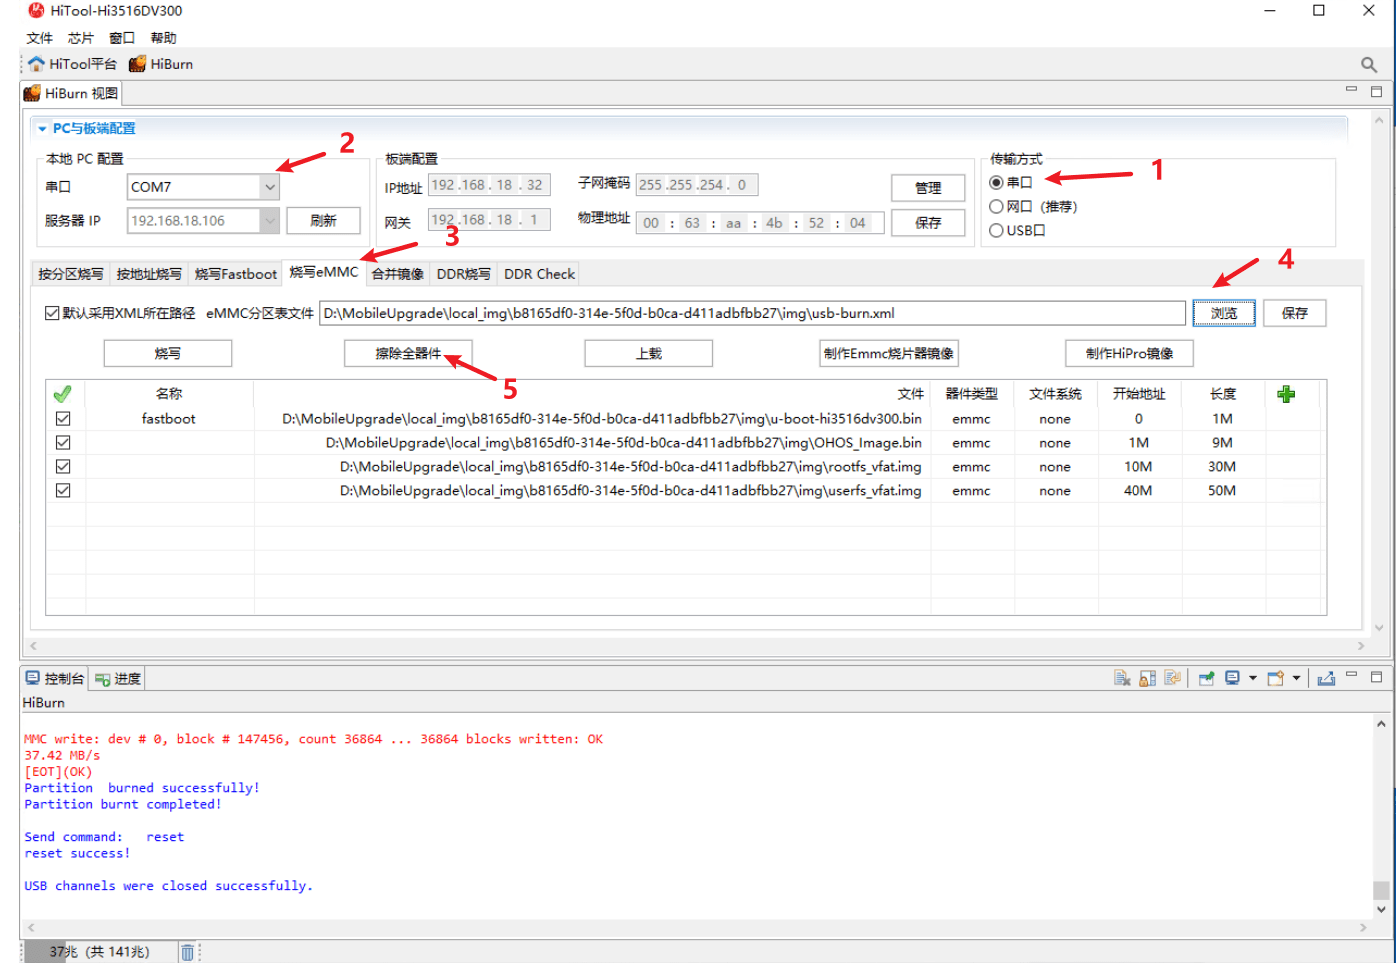 HiTool-Hi3516DV300
文件 芯片 窗口 帮助
HiTool平台 HiBurn
HiBurn 视图
PC与板端配置
本地 PC 配置 2 板端配置 传输方式 1
串口 COM7 IP地址 192 .168 . 18 . 32 子网掩码 255 .255 .254 . 0 管理 串口
网口（推荐）
服务器 IP 192.168.18.106 刷新 网关 192 .168 . 18 . 1 物理地址 00 : 63 : aa : 4b : 52 : 04 保存 USB口
3
4
按分区烧写 按地址烧写 烧写Fastboot 烧写eMMC 合并镜像 DDR烧写 DDR Check
默认采用XML所在路径 eMMC分区表文件 D:\MobileUpgrade\local_img\b8165df0-314e-5f0d-b0ca-d411adbfbb27\img\usb-burn.xml 浏览 保存
烧写 擦除全器件 上载 制作Emmc烧片器镜像 制作HiPro镜像
5
名称 文件 器件类型 文件系统 开始地址 长度
fastboot D:\MobileUpgrade\local_img\b8165df0-314e-5f0d-b0ca-d411adbfbb27\img\u-boot-hi3516dv300.bin emmc none 0 1M
D:\MobileUpgrade\local_img\b8165df0-314e-5f0d-b0ca-d411adbfbb27\img\OHOS_Image.bin emmc none 1M 9M
D:\MobileUpgrade\local_img\b8165df0-314e-5f0d-b0ca-d411adbfbb27\img\rootfs_vfat.img emmc none 10M 30M
D:\MobileUpgrade\local_img\b8165df0-314e-5f0d-b0ca-d411adbfbb27\img\userfs_vfat.img emmc none 40M 50M
控制台 进度
HiBurn
MMC write: dev # 0, block # 147456, count 36864 ... 36864 blocks written: OK
37.42 MB/s
[EOT](OK)
Partition burned successfully!
Partition burnt completed!
Send command: reset
reset success!
USB channels were closed successfully.
37兆（共 141兆）